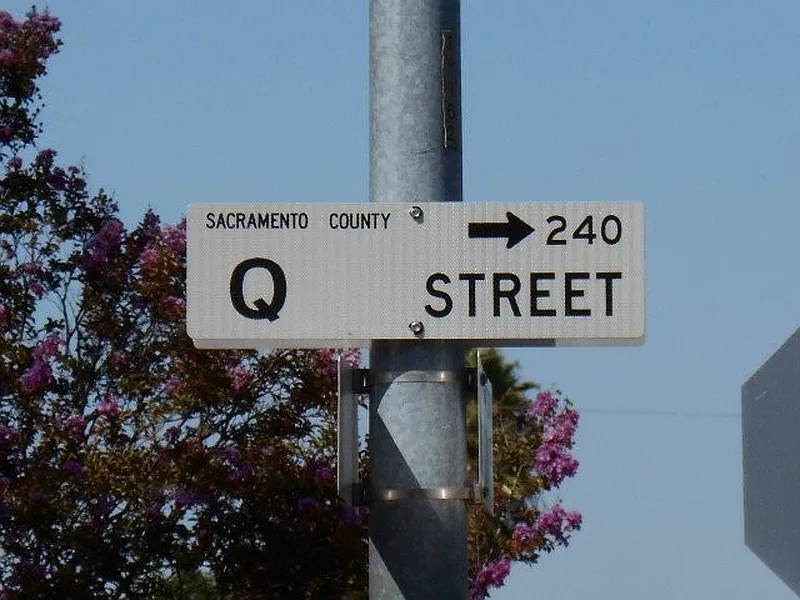 SACRAMENTO COUNTY → 240
Q STREET